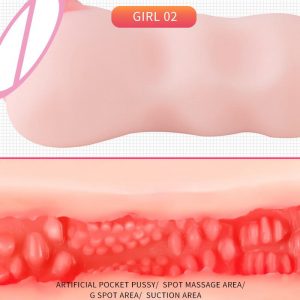 GIRL 02
ARTIFICIAL POCKET PUSSY/ SPOT MASSAGE AREA/
G SPOT AREA/ SUCTION AREA